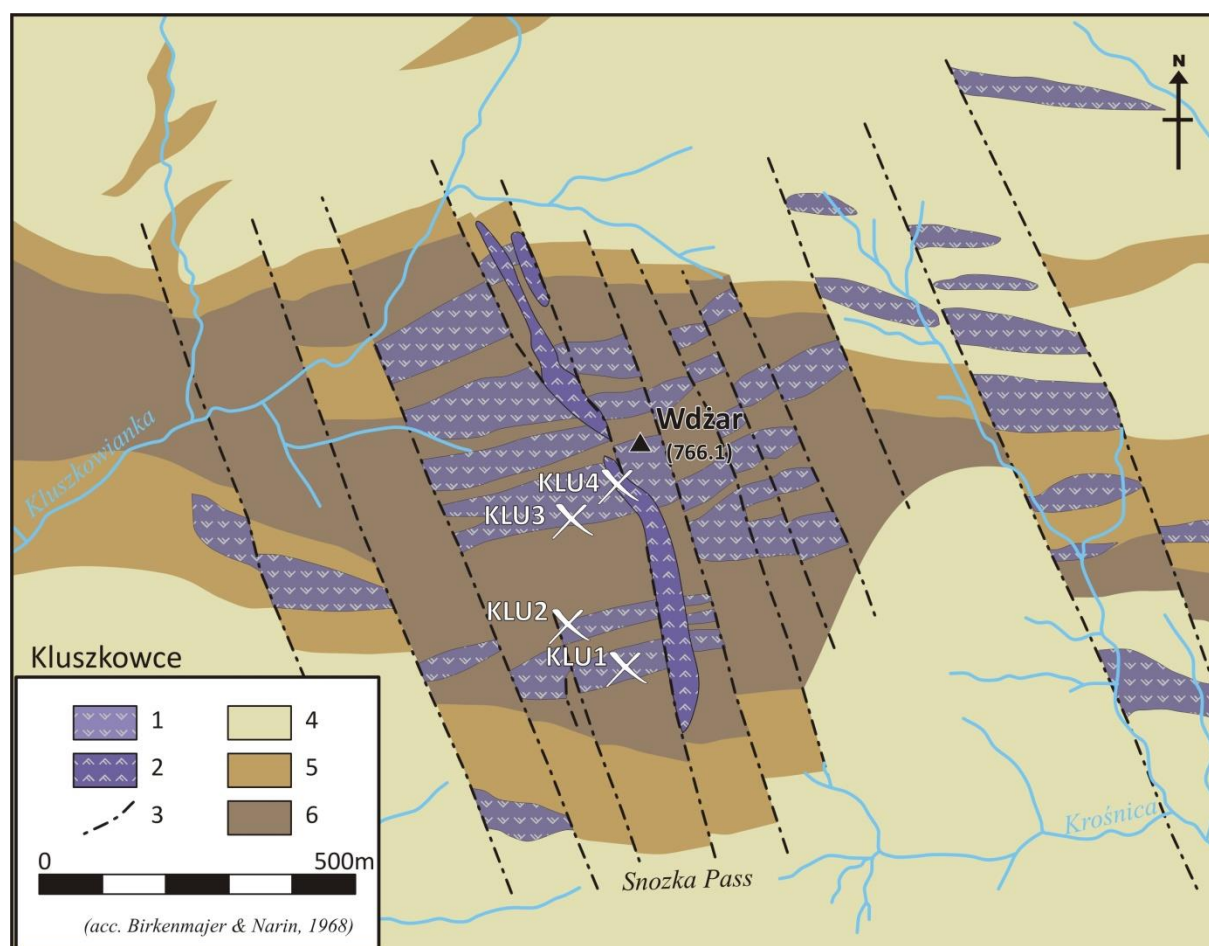 N
Wdżar
(766.1)
KLU4
KLU3
Kluszkowianka
KLU2
KLU1
Kluszkowce
1
4
2
5
3
6
0 500m
(acc. Birkenmajer & Narin, 1968)
Krośnica
Snozka Pass